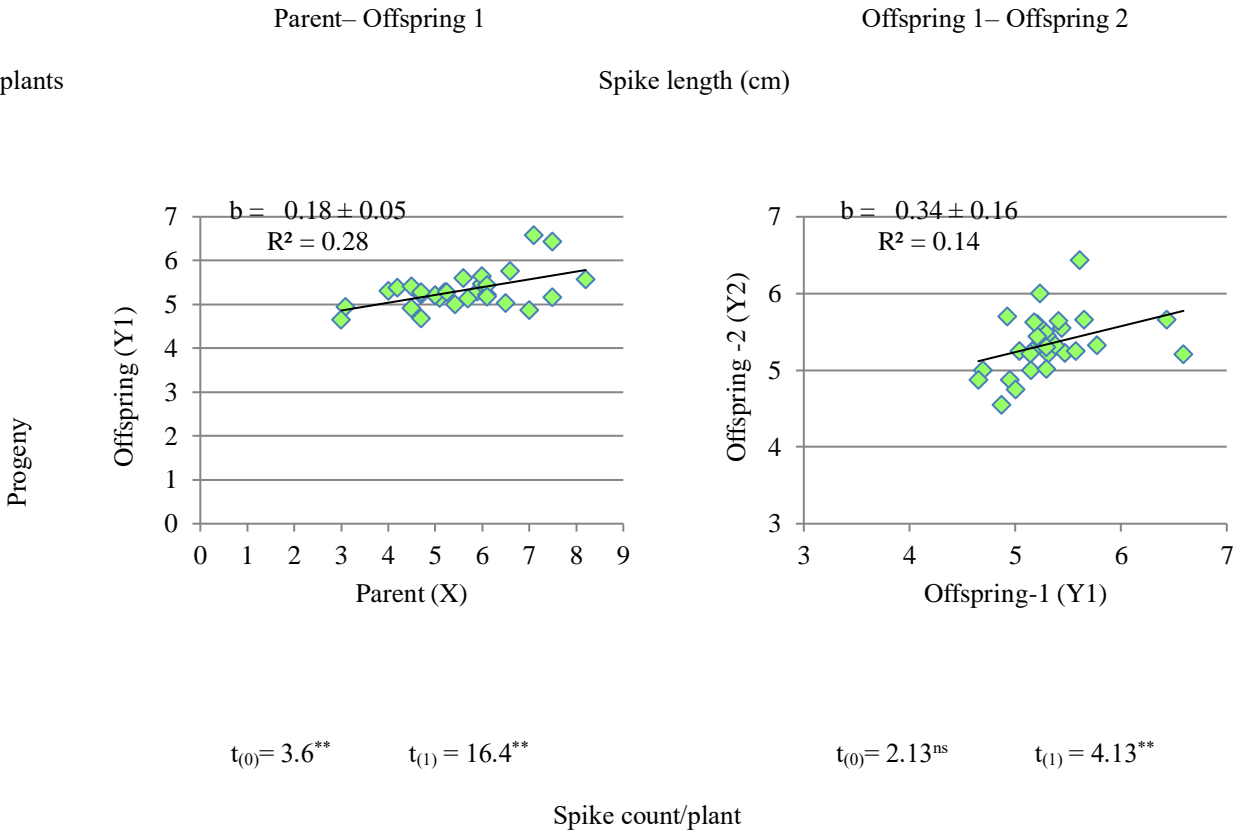 Parent– Offspring 1 Offspring 1– Offspring 2
plants Spike length (cm)
b = 0.18 ± 0.05
R² = 0.28
7
6
5
4
3
2
1
0
0 1 2 3 4 5 6 7 8 9
Offspring (Y1)
Parent (X)
Progeny
b = 0.34 ± 0.16
R² = 0.14
7
6
5
4
3
3 4 5 6 7
Offspring -2 (Y2)
Offspring-1 (Y1)
t(0)= 3.6** t(1) = 16.4** t(0)= 2.13ns t(1) = 4.13**
Spike count/plant